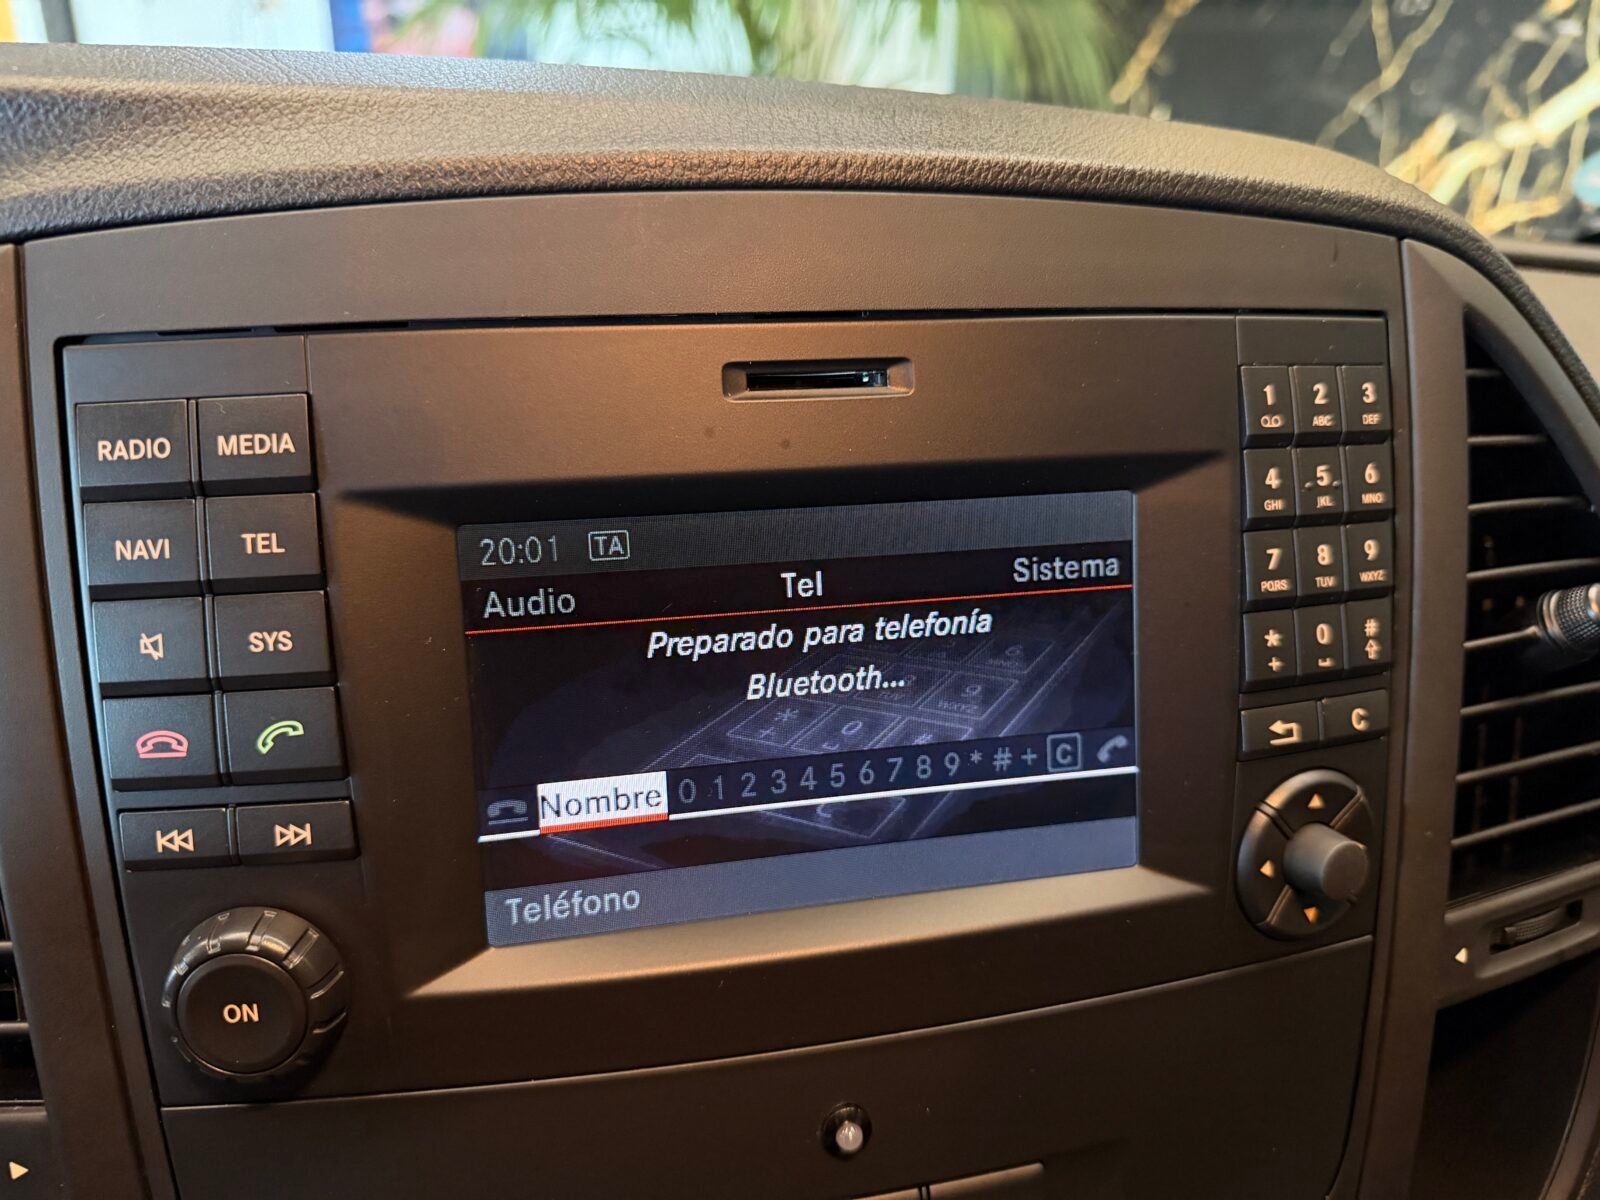 RADIO
MEDIA
NAVI
TEL
SYS
ON
20:01 TA
Audio Tel Sistema
Preparado para telefonía
Bluetooth...
Nombre 0 1 2 3 4 5 6 7 8 9 * # + C
Teléfono
1 2 3
ABC DEF
4 5 6
GHI JKL MNO
7 8 9
PQRS TUV WXYZ
* 0 #
+
C